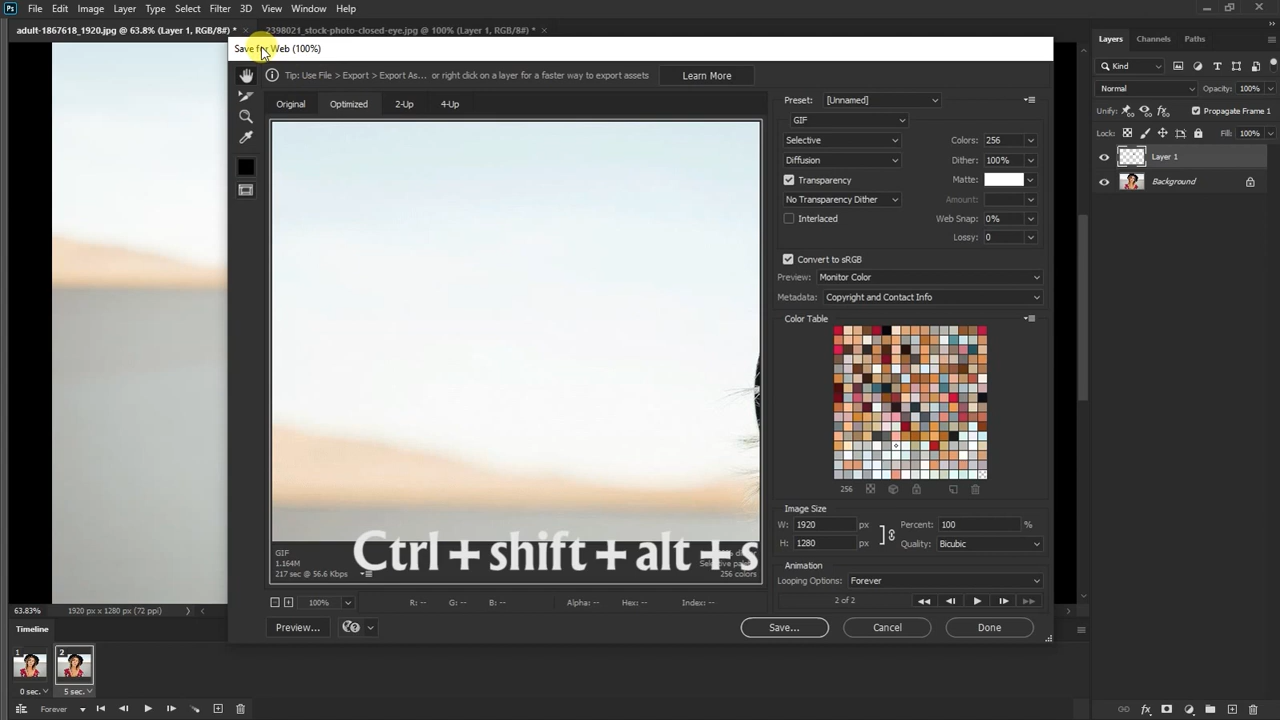 Ps File Edit Image Layer Type Select Filter 3D View Window Help
adult-1867618_1920.jpg @ 63.8% (Layer 1, RGB/8#) *
2398021_stock-photo-closed-eye.jpg @ 100% (RGB/8#) *
Save for Web (100%)
Tip: Use File > Export > Export As... or right click on a layer for a faster way to export assets
Learn More
Original Optimized 2-Up 4-Up
Preset: [Unnamed]
GIF
Selective Colors: 256
Diffusion Dither: 100%
Transparency Matte:
No Transparency Dither Amount:
Interlaced Web Snap: 0%
Lossy: 0
Convert to sRGB
Preview: Monitor Color
Metadata: Copyright and Contact Info
Color Table
256
Image Size
W: 1920 px Percent: 100 %
H: 1280 px Quality: Bicubic
Animation
Looping Options: Forever
2 of 2
Ctrl + shift + alt + s
GIF
1.164M
217 sec @ 56.6 Kbps
256 colors
100% R: -- G: -- B: -- Alpha: -- Hex: -- Index: --
Preview... Save... Cancel Done
Layers Channels Paths
Kind
Normal Opacity: 100%
Unify: Propagate Frame 1
Lock: Fill: 100%
Layer 1
Background
63.83% 1920 px x 1280 px (72 ppi)
Timeline
1 2
0 sec. 5 sec.
Forever